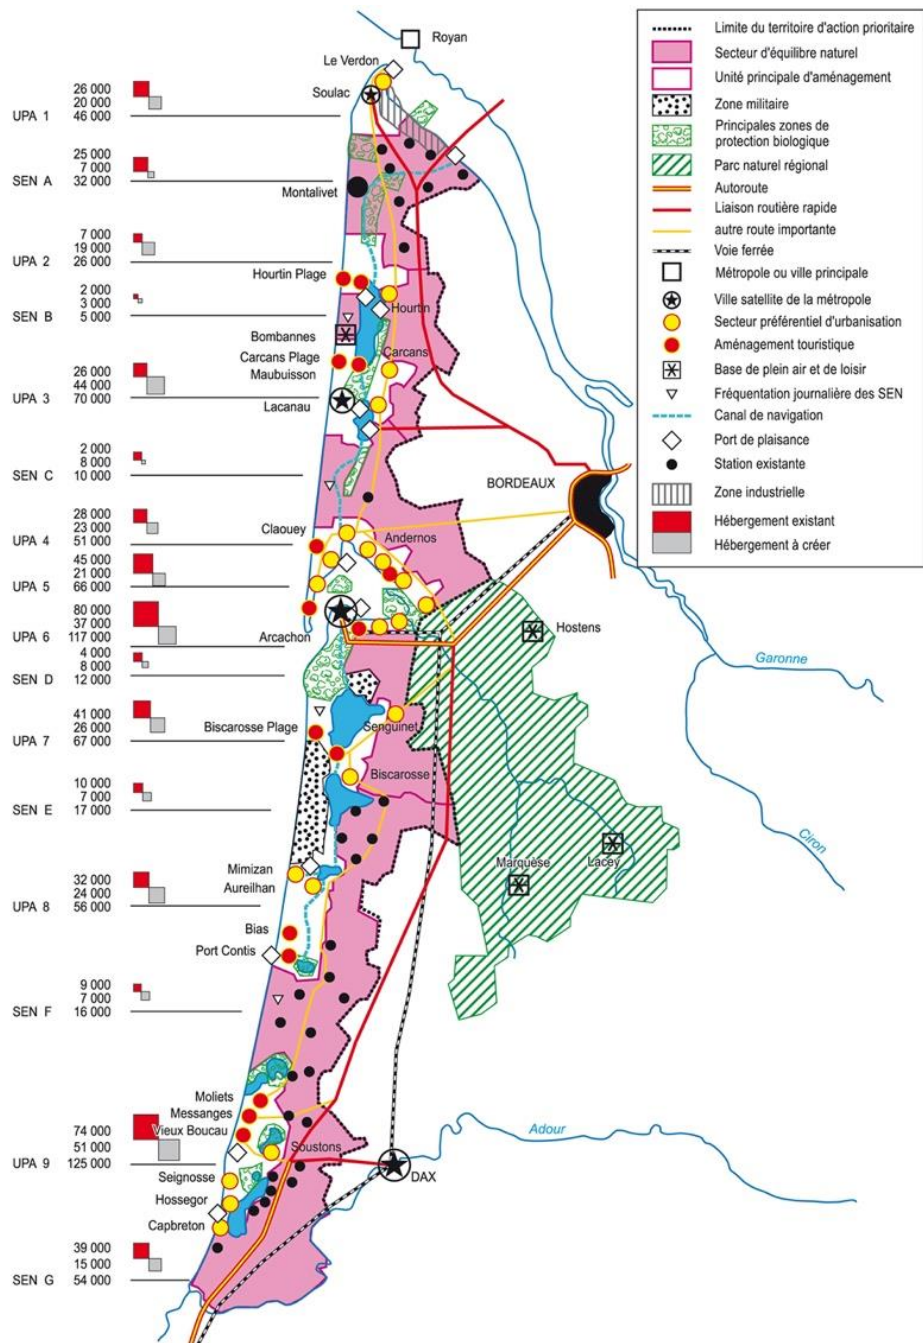 Royan
Le Verdon
Soulac
26 000
20 000
UPA 1 46 000
25 000
7 000
SEN A 32 000
Montalivet
7 000
19 000
UPA 2 26 000
Hourtin Plage
2 000
3 000
SEN B 5 000
Hourtin
Bombannes
Carcans Plage
Carcans
Maubuisson
26 000
44 000
UPA 3 70 000
Lacanau
2 000
8 000
SEN C 10 000
BORDEAUX
28 000
23 000
UPA 4 51 000
Claouey
Andernos
45 000
21 000
UPA 5 66 000
80 000
37 000
UPA 6 117 000
Arcachon
Hostens
Garonne
4 000
8 000
SEN D 12 000
41 000
26 000
UPA 7 67 000
Biscarosse Plage
Senguinet
Biscarosse
10 000
7 000
SEN E 17 000
Ciron
Mimizan
Aureilhan
Marquèse
Lacey
32 000
24 000
UPA 8 56 000
Bias
Port Contis
9 000
7 000
SEN F 16 000
Moliets
Messanges
Vieux Boucau
Soustons
Adour
DAX
74 000
51 000
UPA 9 125 000
Seignosse
Hossegor
Capbreton
39 000
15 000
SEN G 54 000
Limite du territoire d'action prioritaire
Secteur d'équilibre naturel
Unité principale d'aménagement
Zone militaire
Principales zones de
protection biologique
Parc naturel régional
Autoroute
Liaison routière rapide
autre route importante
Voie ferrée
Métropole ou ville principale
Ville satellite de la métropole
Secteur préférentiel d'urbanisation
Aménagement touristique
Base de plein air et de loisir
Fréquentation journalière des SEN
Canal de navigation
Port de plaisance
Station existante
Zone industrielle
Hébergement existant
Hébergement à créer